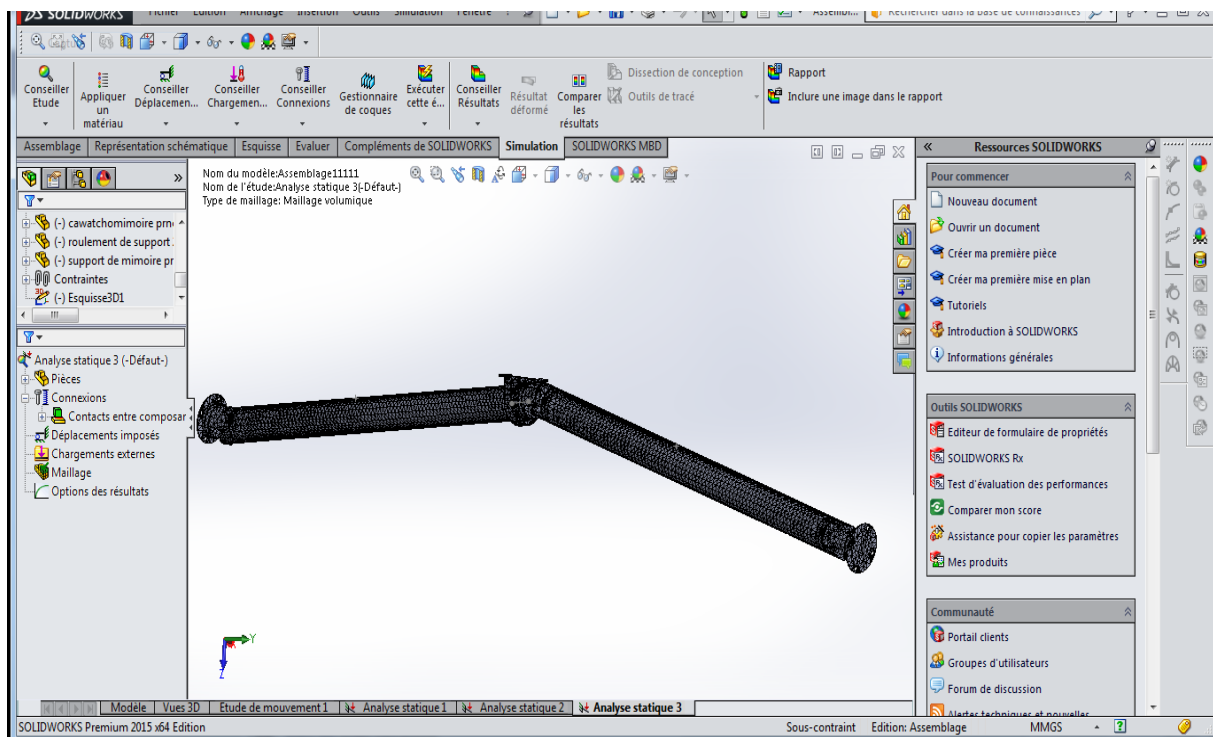 SOLIDWORKS
Fichier Edition Affichage Insertion Outils Simulation Fenêtre ? Assembl... Rechercher dans la base de connaissances
Conseiller Etude
Appliquer un matériau
Conseiller Déplacemen...
Conseiller Chargemen...
Conseiller Connexions
Gestionnaire de coques
Exécuter cette é...
Conseiller Résultats
Résultat déformé
Comparer les résultats
Dissection de conception
Outils de tracé
Rapport
Inclure une image dans le rapport
Assemblage Représentation schématique Esquisse Evaluer Compléments de SOLIDWORKS Simulation SOLIDWORKS MBD
(-) cawatchomimoire prn
(-) roulement de support
(-) support de mimoire pr
Contraintes
(-) Esquisse3D1
Analyse statique 3 (-Défaut-)
Pièces
Connexions
Contacts entre composar
Déplacements imposés
Chargements externes
Maillage
Options des résultats
Nom du modèle:Assemblage11111
Nom de l'étude:Analyse statique 3(-Défaut-)
Type de maillage: Maillage volumique
Y
Z
Ressources SOLIDWORKS
Pour commencer
Nouveau document
Ouvrir un document
Créer ma première pièce
Créer ma première mise en plan
Tutoriels
Introduction à SOLIDWORKS
Informations générales
Outils SOLIDWORKS
Editeur de formulaire de propriétés
SOLIDWORKS Rx
Test d'évaluation des performances
Comparer mon score
Assistance pour copier les paramètres
Mes produits
Communauté
Portail clients
Groupes d'utilisateurs
Forum de discussion
Alertes techniques et nouvelles
Modèle Vues 3D Etude de mouvement 1 Analyse statique 1 Analyse statique 2 Analyse statique 3
SOLIDWORKS Premium 2015 x64 Edition
Sous-contraint Edition: Assemblage MMGS